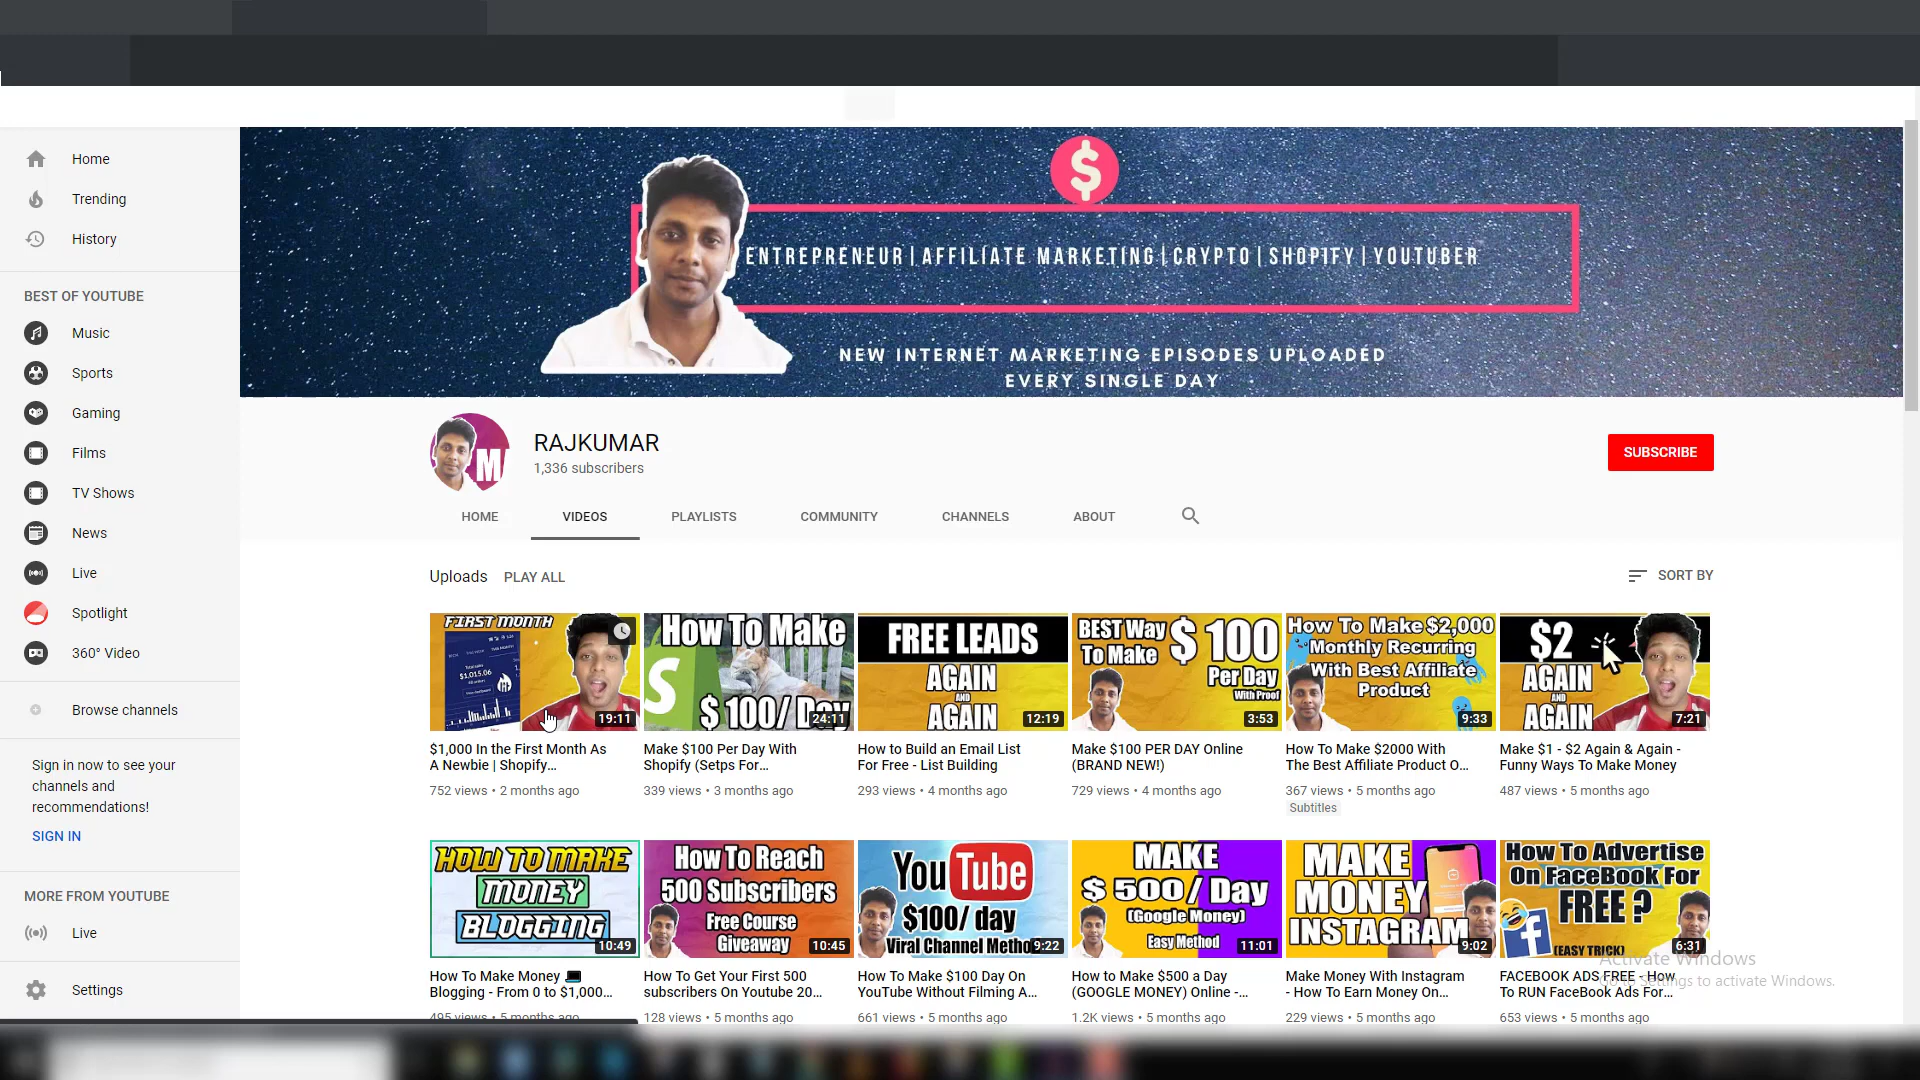 Home
Trending
History
BEST OF YOUTUBE
Music
Sports
Gaming
Films
TV Shows
News
Live
Spotlight
360° Video
Browse channels
Sign in now to see your
channels and
recommendations!
SIGN IN
MORE FROM YOUTUBE
Live
Settings
$
ENTREPRENEUR|AFFILIATE MARKETING|CRYPTO|SHOPIFY|YOUTUBER
NEW INTERNET MARKETING EPISODES UPLOADED
EVERY SINGLE DAY
M
RAJKUMAR
1,336 subscribers
SUBSCRIBE
HOME VIDEOS PLAYLISTS COMMUNITY CHANNELS ABOUT
Uploads PLAY ALL
SORT BY
FIRST MONTH
$1,015.06
19:11
$1,000 In the First Month As
A Newbie | Shopify...
752 views • 2 months ago
How To Make
S
$ 100/ Day
24:11
Make $100 Per Day With
Shopify (Setps For...
339 views • 3 months ago
FREE LEADS
AGAIN
AND
AGAIN
12:19
How to Build an Email List
For Free - List Building
293 views • 4 months ago
BEST Way
To Make
$ 100
Per Day
With Proof
3:53
Make $100 PER DAY Online
(BRAND NEW!)
729 views • 4 months ago
How To Make $2,000
Monthly Recurring
With Best Affiliate
Product
9:33
How To Make $2000 With
The Best Affiliate Product O...
367 views • 5 months ago
Subtitles
$2
AGAIN
AND
AGAIN
7:21
Make $1 - $2 Again & Again -
Funny Ways To Make Money
487 views • 5 months ago
HOW TO MAKE
MONEY
BLOGGING
10:49
How To Make Money 💻
Blogging - From 0 to $1,000...
495 views • 5 months ago
How To Reach
500 Subscribers
Free Course
Giveaway
10:45
How To Get Your First 500
subscribers On Youtube 20...
128 views • 5 months ago
YouTube
$100/ day
Viral Channel Method
9:22
How To Make $100 Day On
YouTube Without Filming A...
661 views • 5 months ago
MAKE
$ 500/ Day
(Google Money)
Easy Method
11:01
How to Make $500 a Day
(GOOGLE MONEY) Online -...
1.2K views • 5 months ago
MAKE
MONEY
INSTAGRAM
9:02
Make Money With Instagram
- How To Earn Money On...
229 views • 5 months ago
How To Advertise
On FaceBook For
FREE ?
(EASY TRICK)
6:31
FACEBOOK ADS FREE - How
To RUN FaceBook Ads For...
653 views • 5 months ago
Activate Windows
Go to Settings to activate Windows.